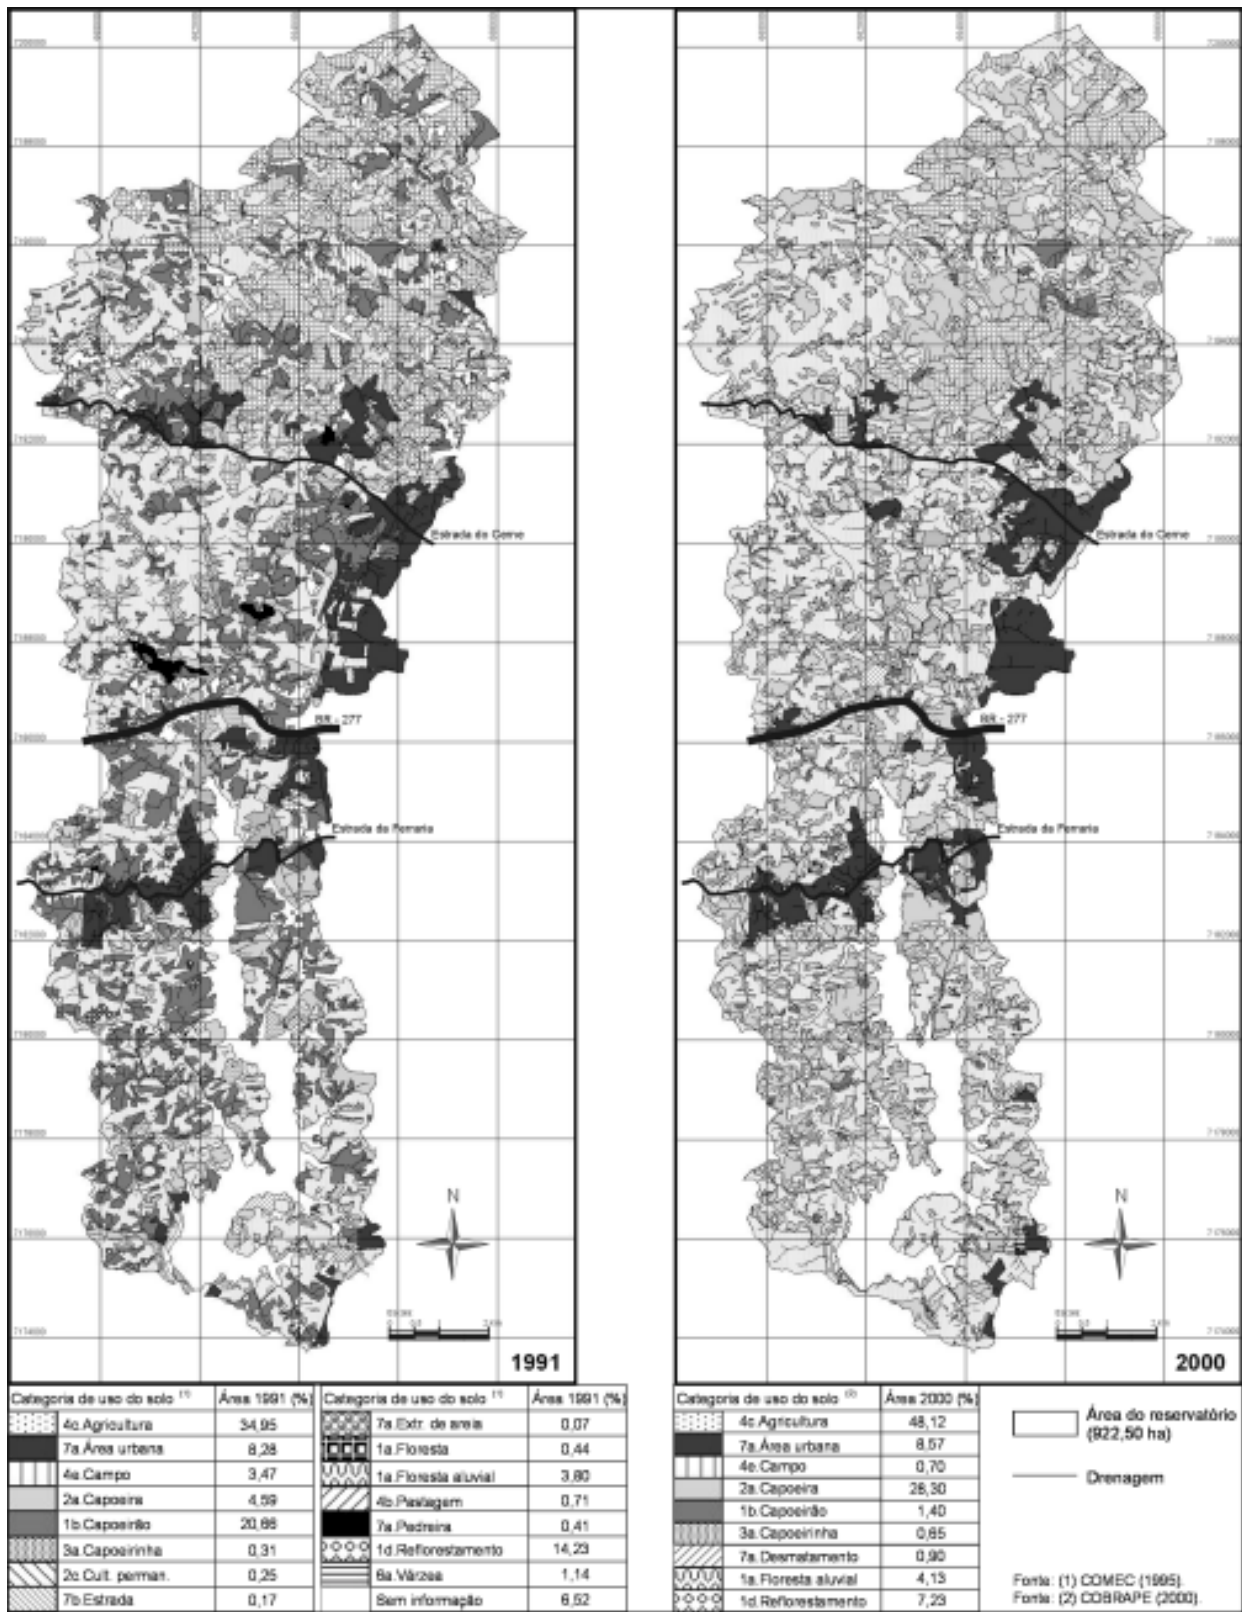 Estrada do Cerne
BR - 277
Estrada da Ferraria
N
1991
Estrada do Cerne
BR - 277
Estrada da Ferraria
N
2000
Categoria de uso do solo (1) Área 1991 (%)
4c.Agricultura 34,95
7a.Área urbana 8,28
4e.Campo 3,47
2a.Capoeira 4,59
1b.Capoeirão 20,66
3a.Capoeirinha 0,31
2c.Cult. perman. 0,25
7b.Estrada 0,17
Categoria de uso do solo (1) Área 1991 (%)
7a.Extr. de areia 0,07
1a.Floresta 0,44
1a.Floresta aluvial 3,80
4b.Pastagem 0,71
7a.Pedreira 0,41
1d.Reflorestamento 14,23
6a.Várzea 1,14
Sem informação 6,52
Categoria de uso do solo (2) Área 2000 (%)
4c.Agricultura 48,12
7a.Área urbana 8,57
4e.Campo 0,70
2a.Capoeira 28,30
1b.Capoeirão 1,40
3a.Capoeirinha 0,65
7a.Desmatamento 0,90
1a.Floresta aluvial 4,13
1d.Reflorestamento 7,23
Área do reservatório
(922,50 ha)
Drenagem
Fonte: (1) COMEC (1995).
Fonte: (2) COBRAPE (2000).